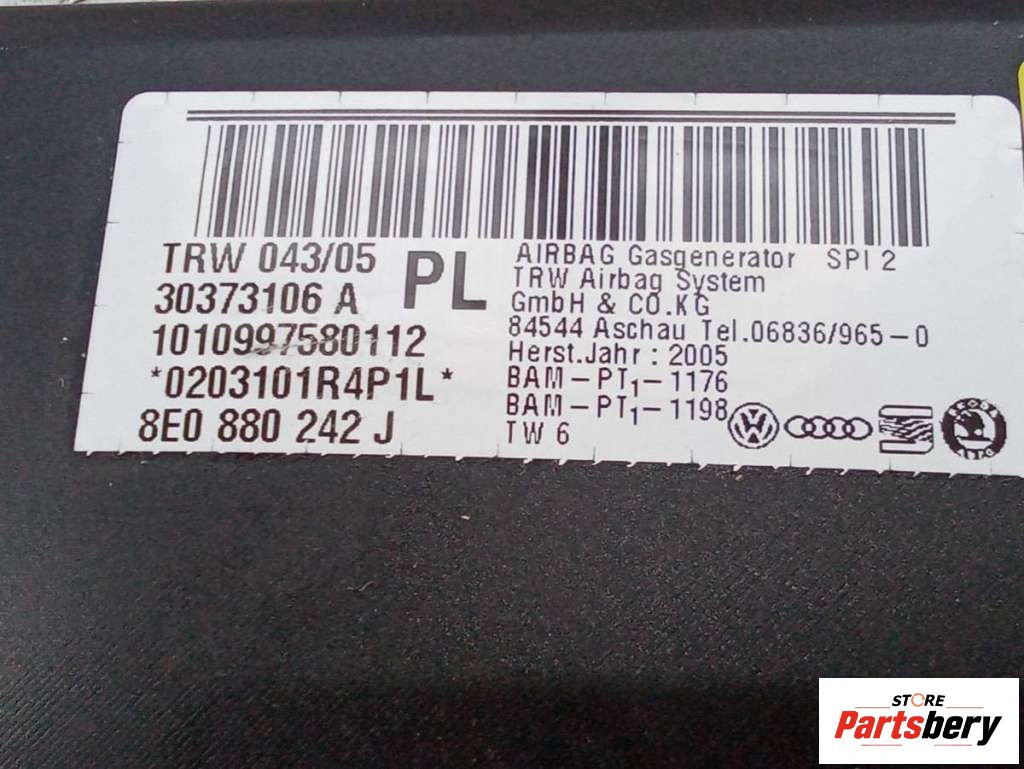 TRW 043/05
30373106 A
1010997580112
*0203101R4P1L*
8E0 880 242 J
PL
AIRBAG Gasgenerator SPI 2
TRW Airbag System
GmbH & CO.KG
84544 Aschau Tel.06836/965-0
Herst.Jahr : 2005
BAM-PT1-1176
BAM-PT1-1198
TW 6
SKODA
AUTO
STORE
Partsbery